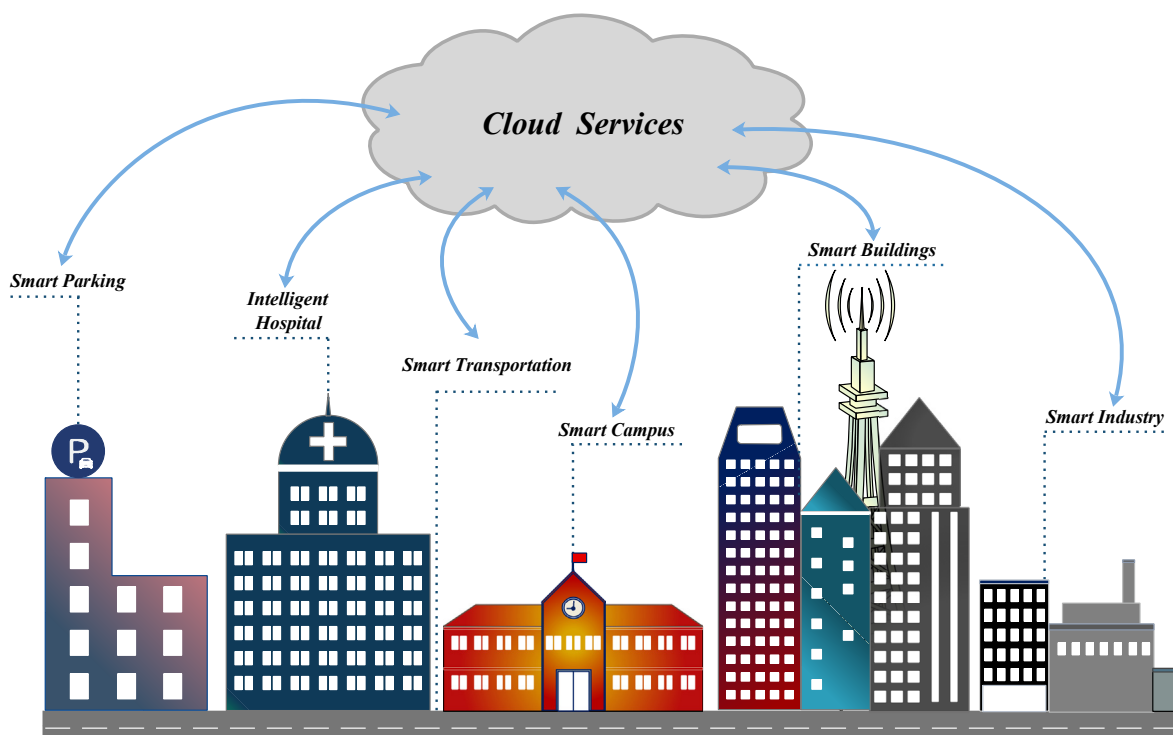 Cloud Services
Smart Parking
Intelligent
Hospital
Smart Transportation
Smart Campus
Smart Buildings
Smart Industry
P